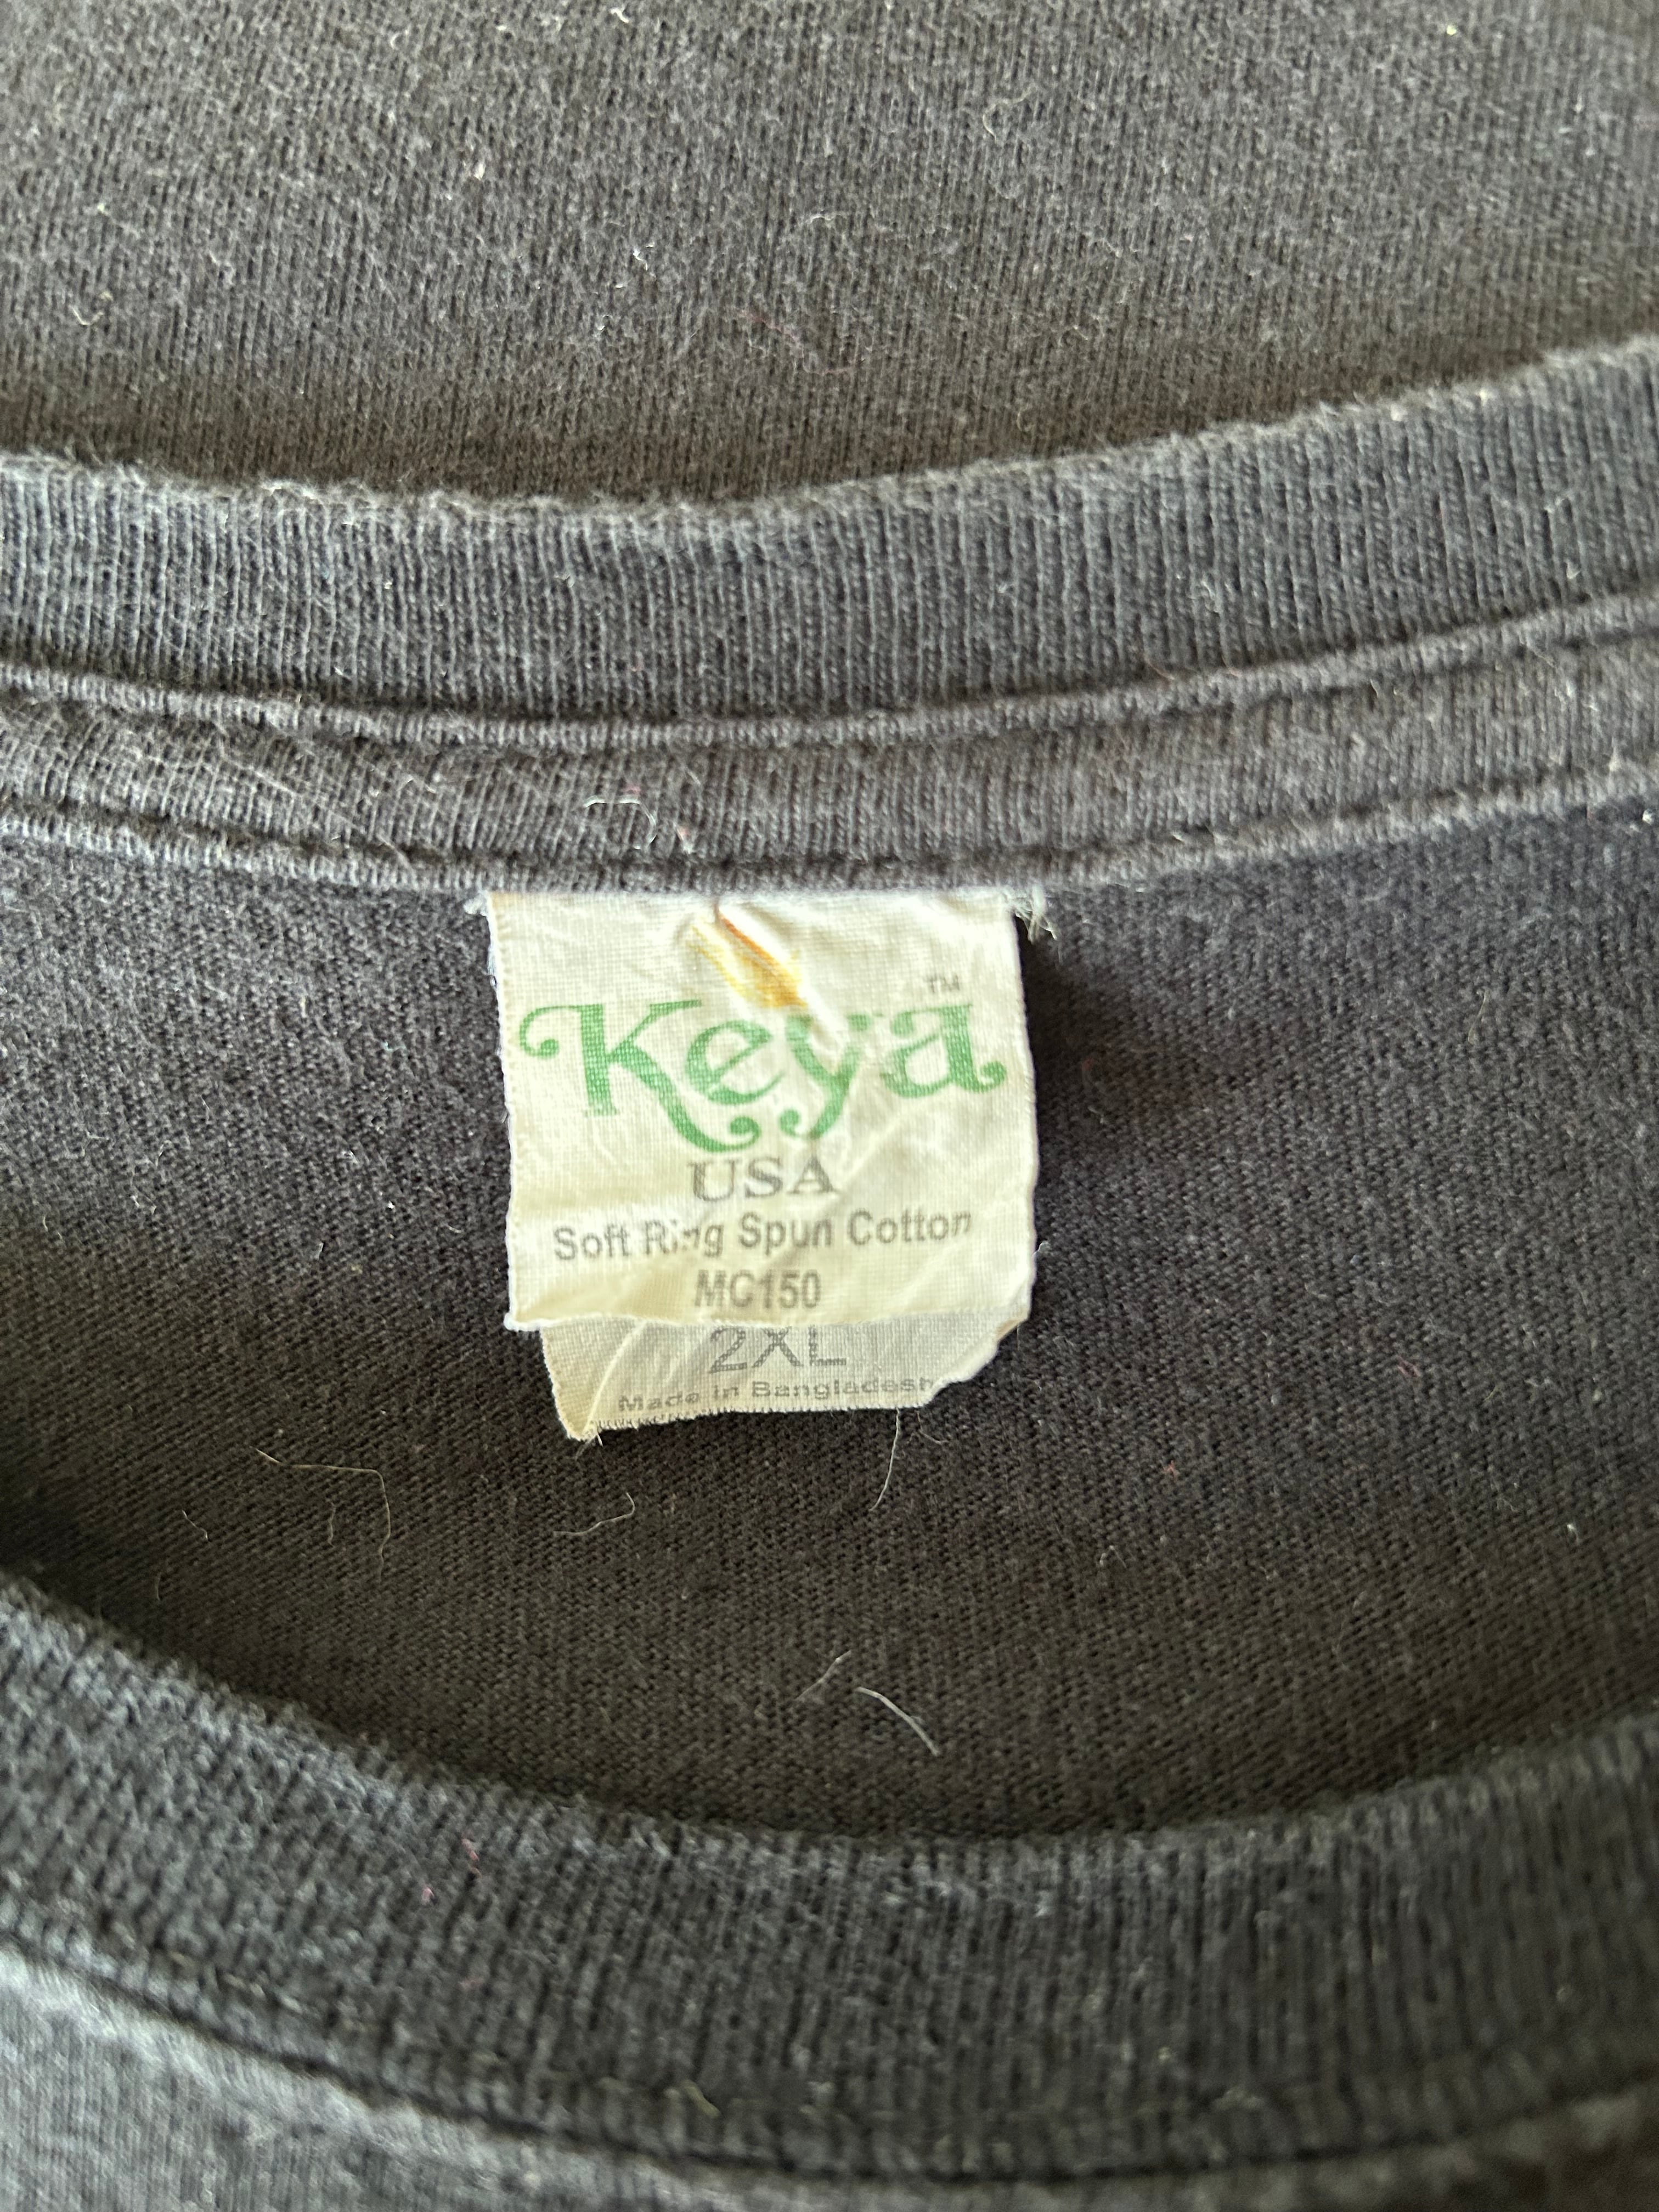 Keya™
USA
Soft Ring Spun Cotton
MC150
2XL
Made in Bangladesh